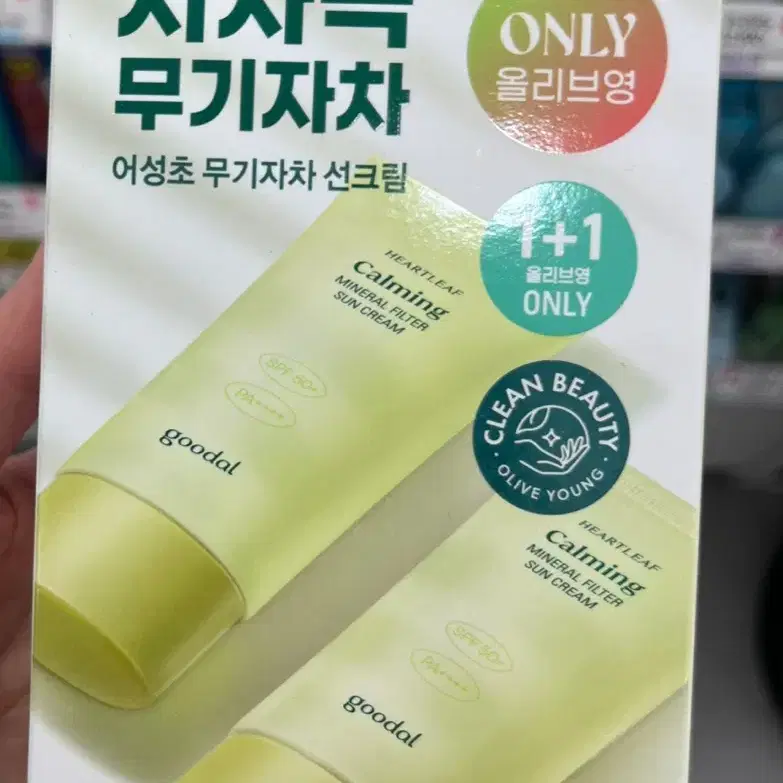 무기자차
어성초 무기자차 선크림
ONLY
올리브영
1+1
올리브영
ONLY
CLEAN BEAUTY
OLIVE YOUNG
HEARTLEAF
Calming
MINERAL FILTER
SUN CREAM
SPF 50+
PA++++
goodal
HEARTLEAF
Calming
MINERAL FILTER
SUN CREAM
SPF 50+
PA++++
goodal